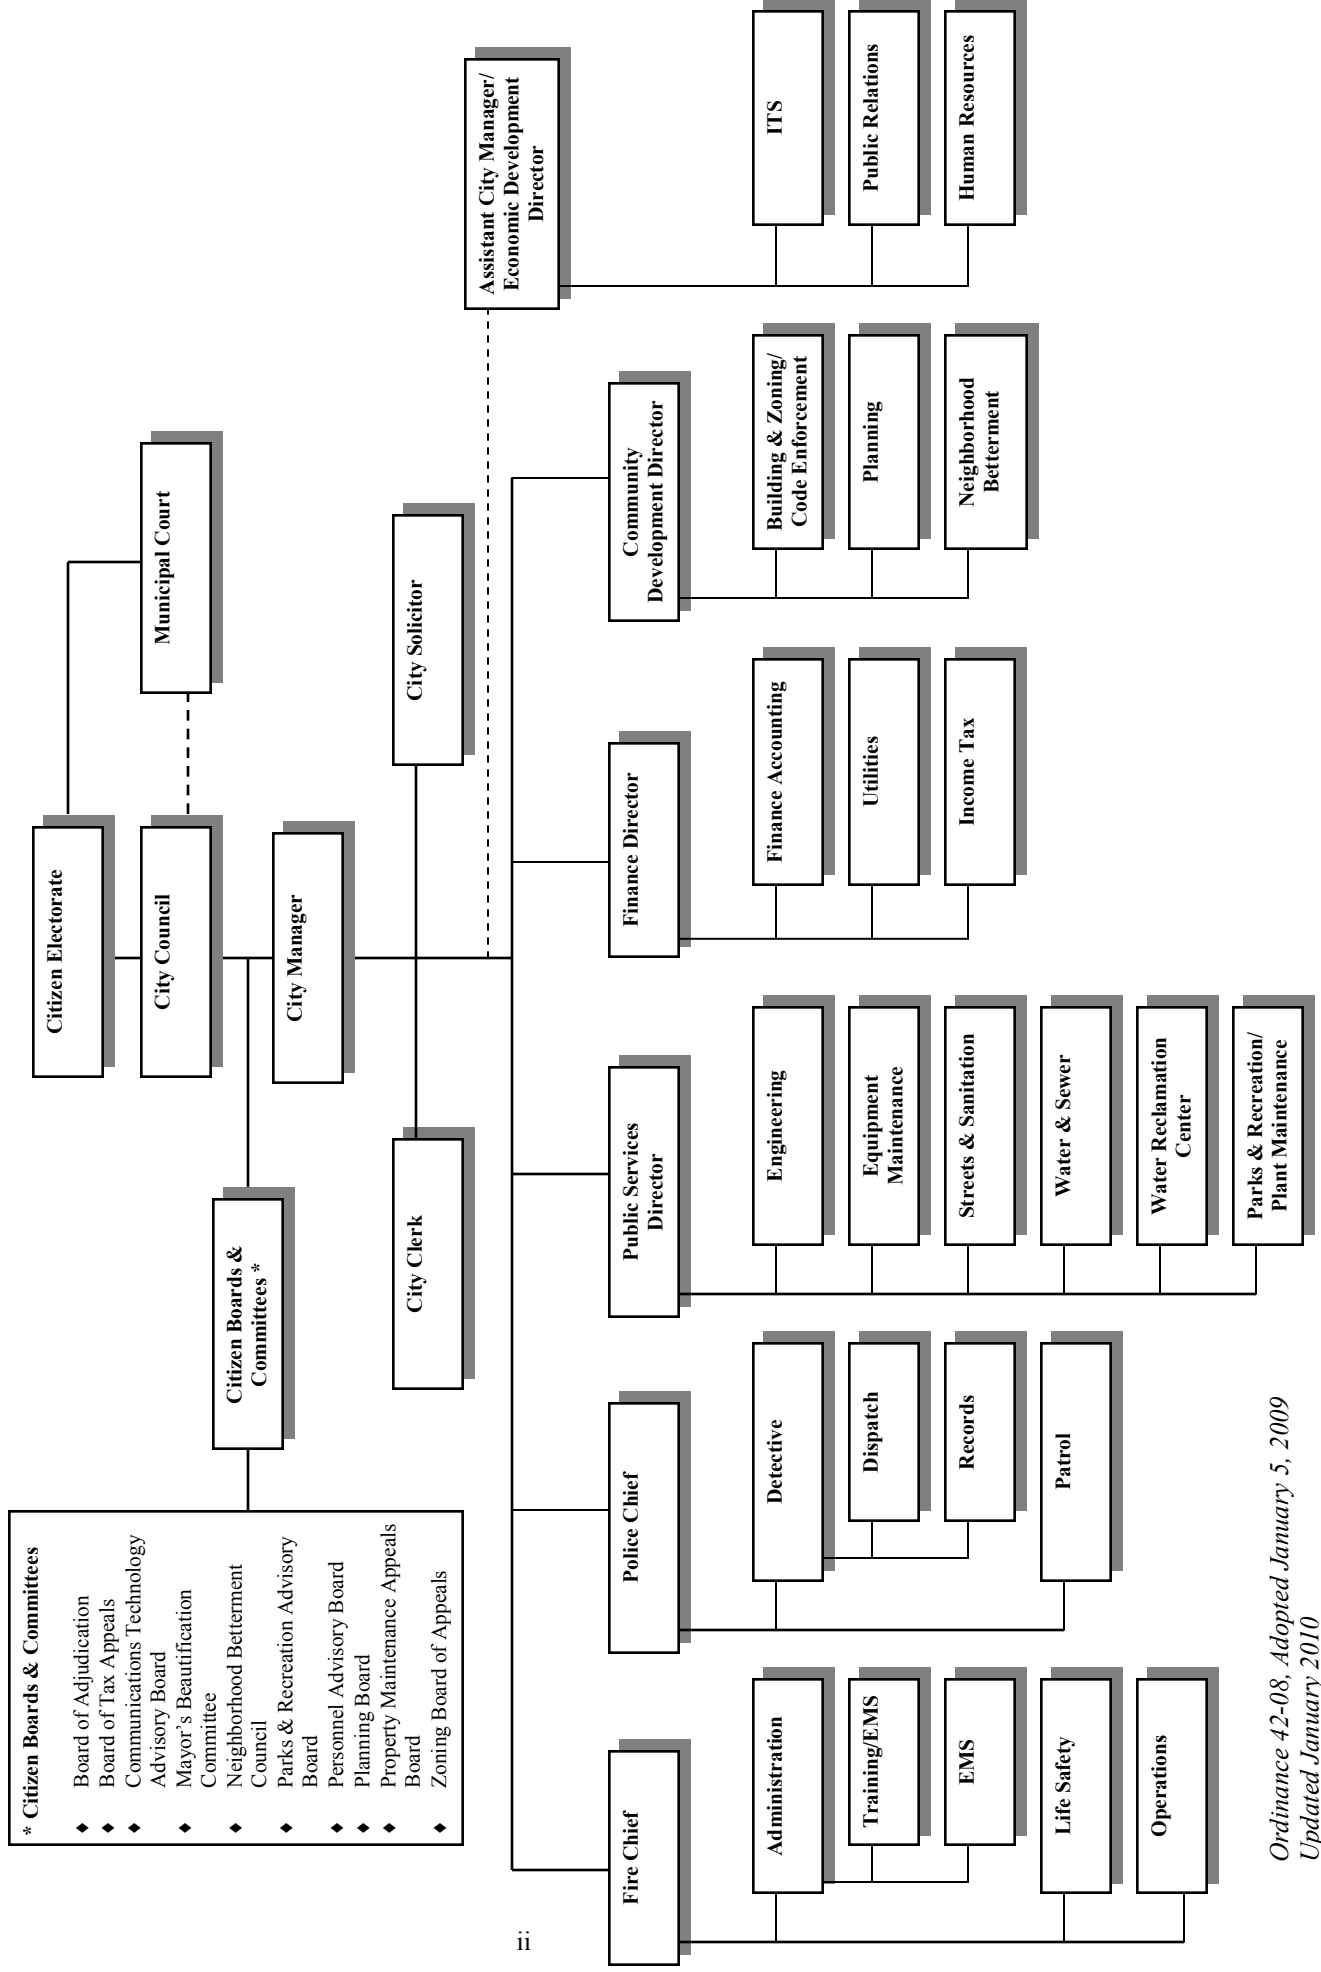 * Citizen Boards & Committees
♦ Board of Adjudication
♦ Board of Tax Appeals
♦ Communications Technology
Advisory Board
♦ Mayor’s Beautification
Committee
♦ Neighborhood Betterment
Council
♦ Parks & Recreation Advisory
Board
♦ Personnel Advisory Board
♦ Planning Board
♦ Property Maintenance Appeals
Board
♦ Zoning Board of Appeals
Citizen Electorate
City Council
Municipal Court
Citizen Boards &
Committees *
City Manager
City Clerk
City Solicitor
Assistant City Manager/
Economic Development
Director
Fire Chief
Police Chief
Public Services
Director
Finance Director
Community
Development Director
Administration
Training/EMS
EMS
Life Safety
Operations
Detective
Dispatch
Records
Patrol
Engineering
Equipment
Maintenance
Streets & Sanitation
Water & Sewer
Water Reclamation
Center
Parks & Recreation/
Plant Maintenance
Finance Accounting
Utilities
Income Tax
Building & Zoning/
Code Enforcement
Planning
Neighborhood
Betterment
ITS
Public Relations
Human Resources
Ordinance 42-08, Adopted January 5, 2009
Updated January 2010
ii